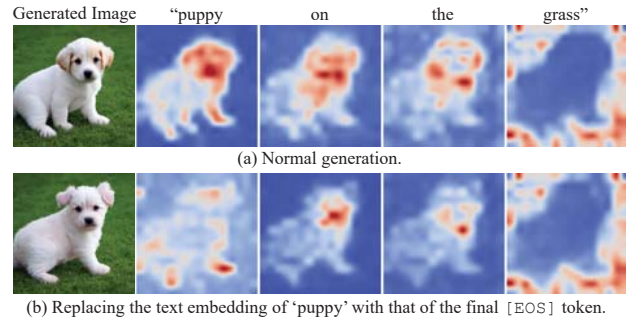 Generated Image “puppy on the grass”
(a) Normal generation.
(b) Replacing the text embedding of ‘puppy’ with that of the final [EOS] token.